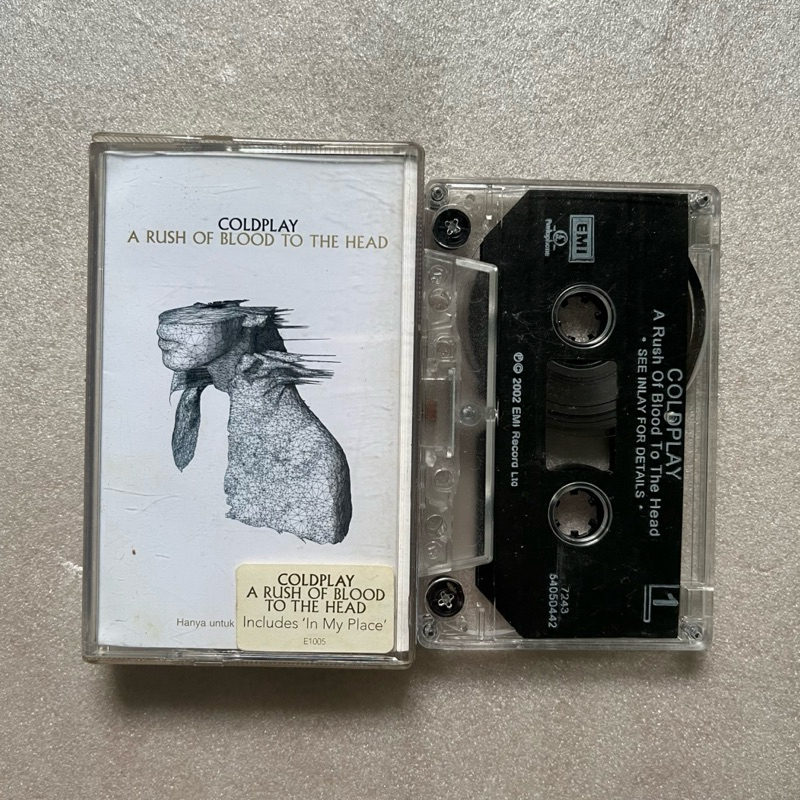 COLDPLAY
A RUSH OF BLOOD TO THE HEAD
Hanya untuk
COLDPLAY
A RUSH OF BLOOD
TO THE HEAD
Includes 'In My Place'
E1005
EMI
Parlophone
COLDPLAY
A Rush Of Blood To The Head
* SEE INLAY FOR DETAILS *
℗© 2002 EMI Record Ltd
7243
64050442
1